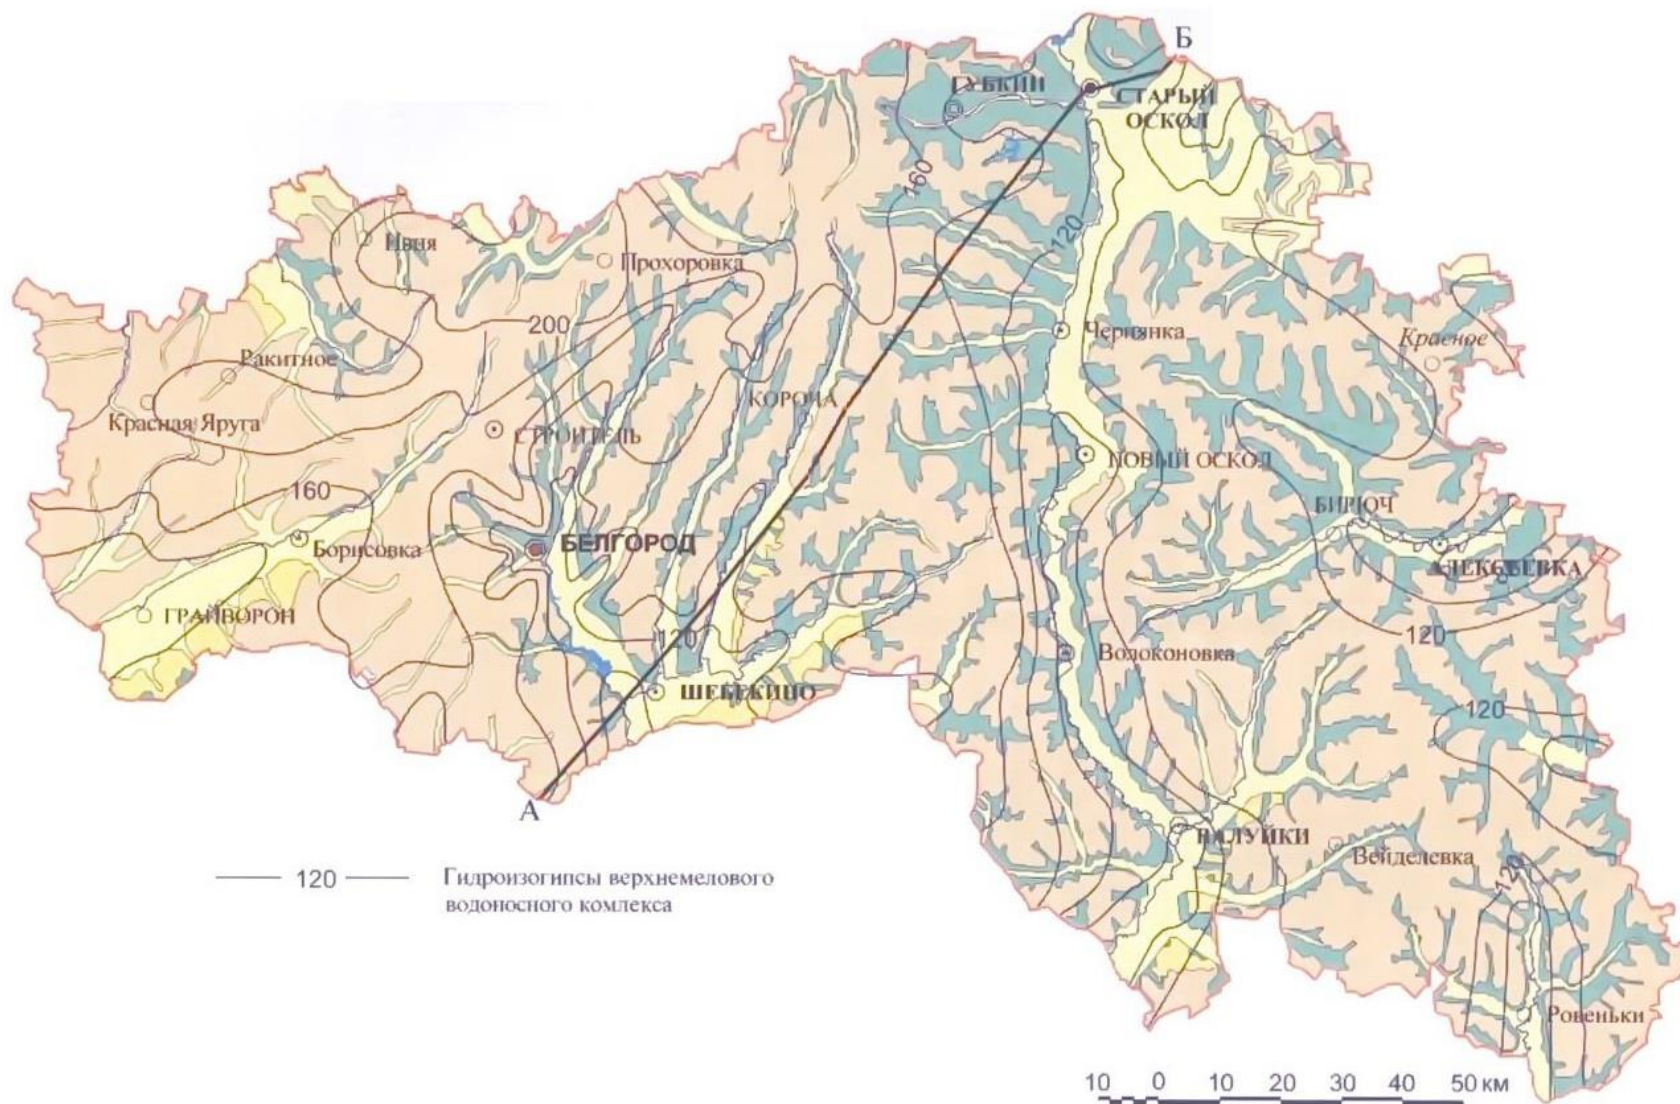 Б
ГУБКИН
СТАРЫЙ
ОСКОЛ
160
120
Ивня
Прохоровка
200
Чернянка
Красное
Ракитное
Красная Яруга
КОРОЧА
СТРОИТЕЛЬ
НОВЫЙ ОСКОЛ
160
БИРЮЧ
Борисовка
БЕЛГОРОД
АЛЕКСЕЕВКА
ГРАЙВОРОН
120
120
Волоконовка
ШЕБЕКИНО
120
А
ВАЛУЙКИ
Вейделевка
120
120
Гидроизогипсы верхнемелового
водоносного комлекса
Ровеньки
10 0 10 20 30 40 50 км